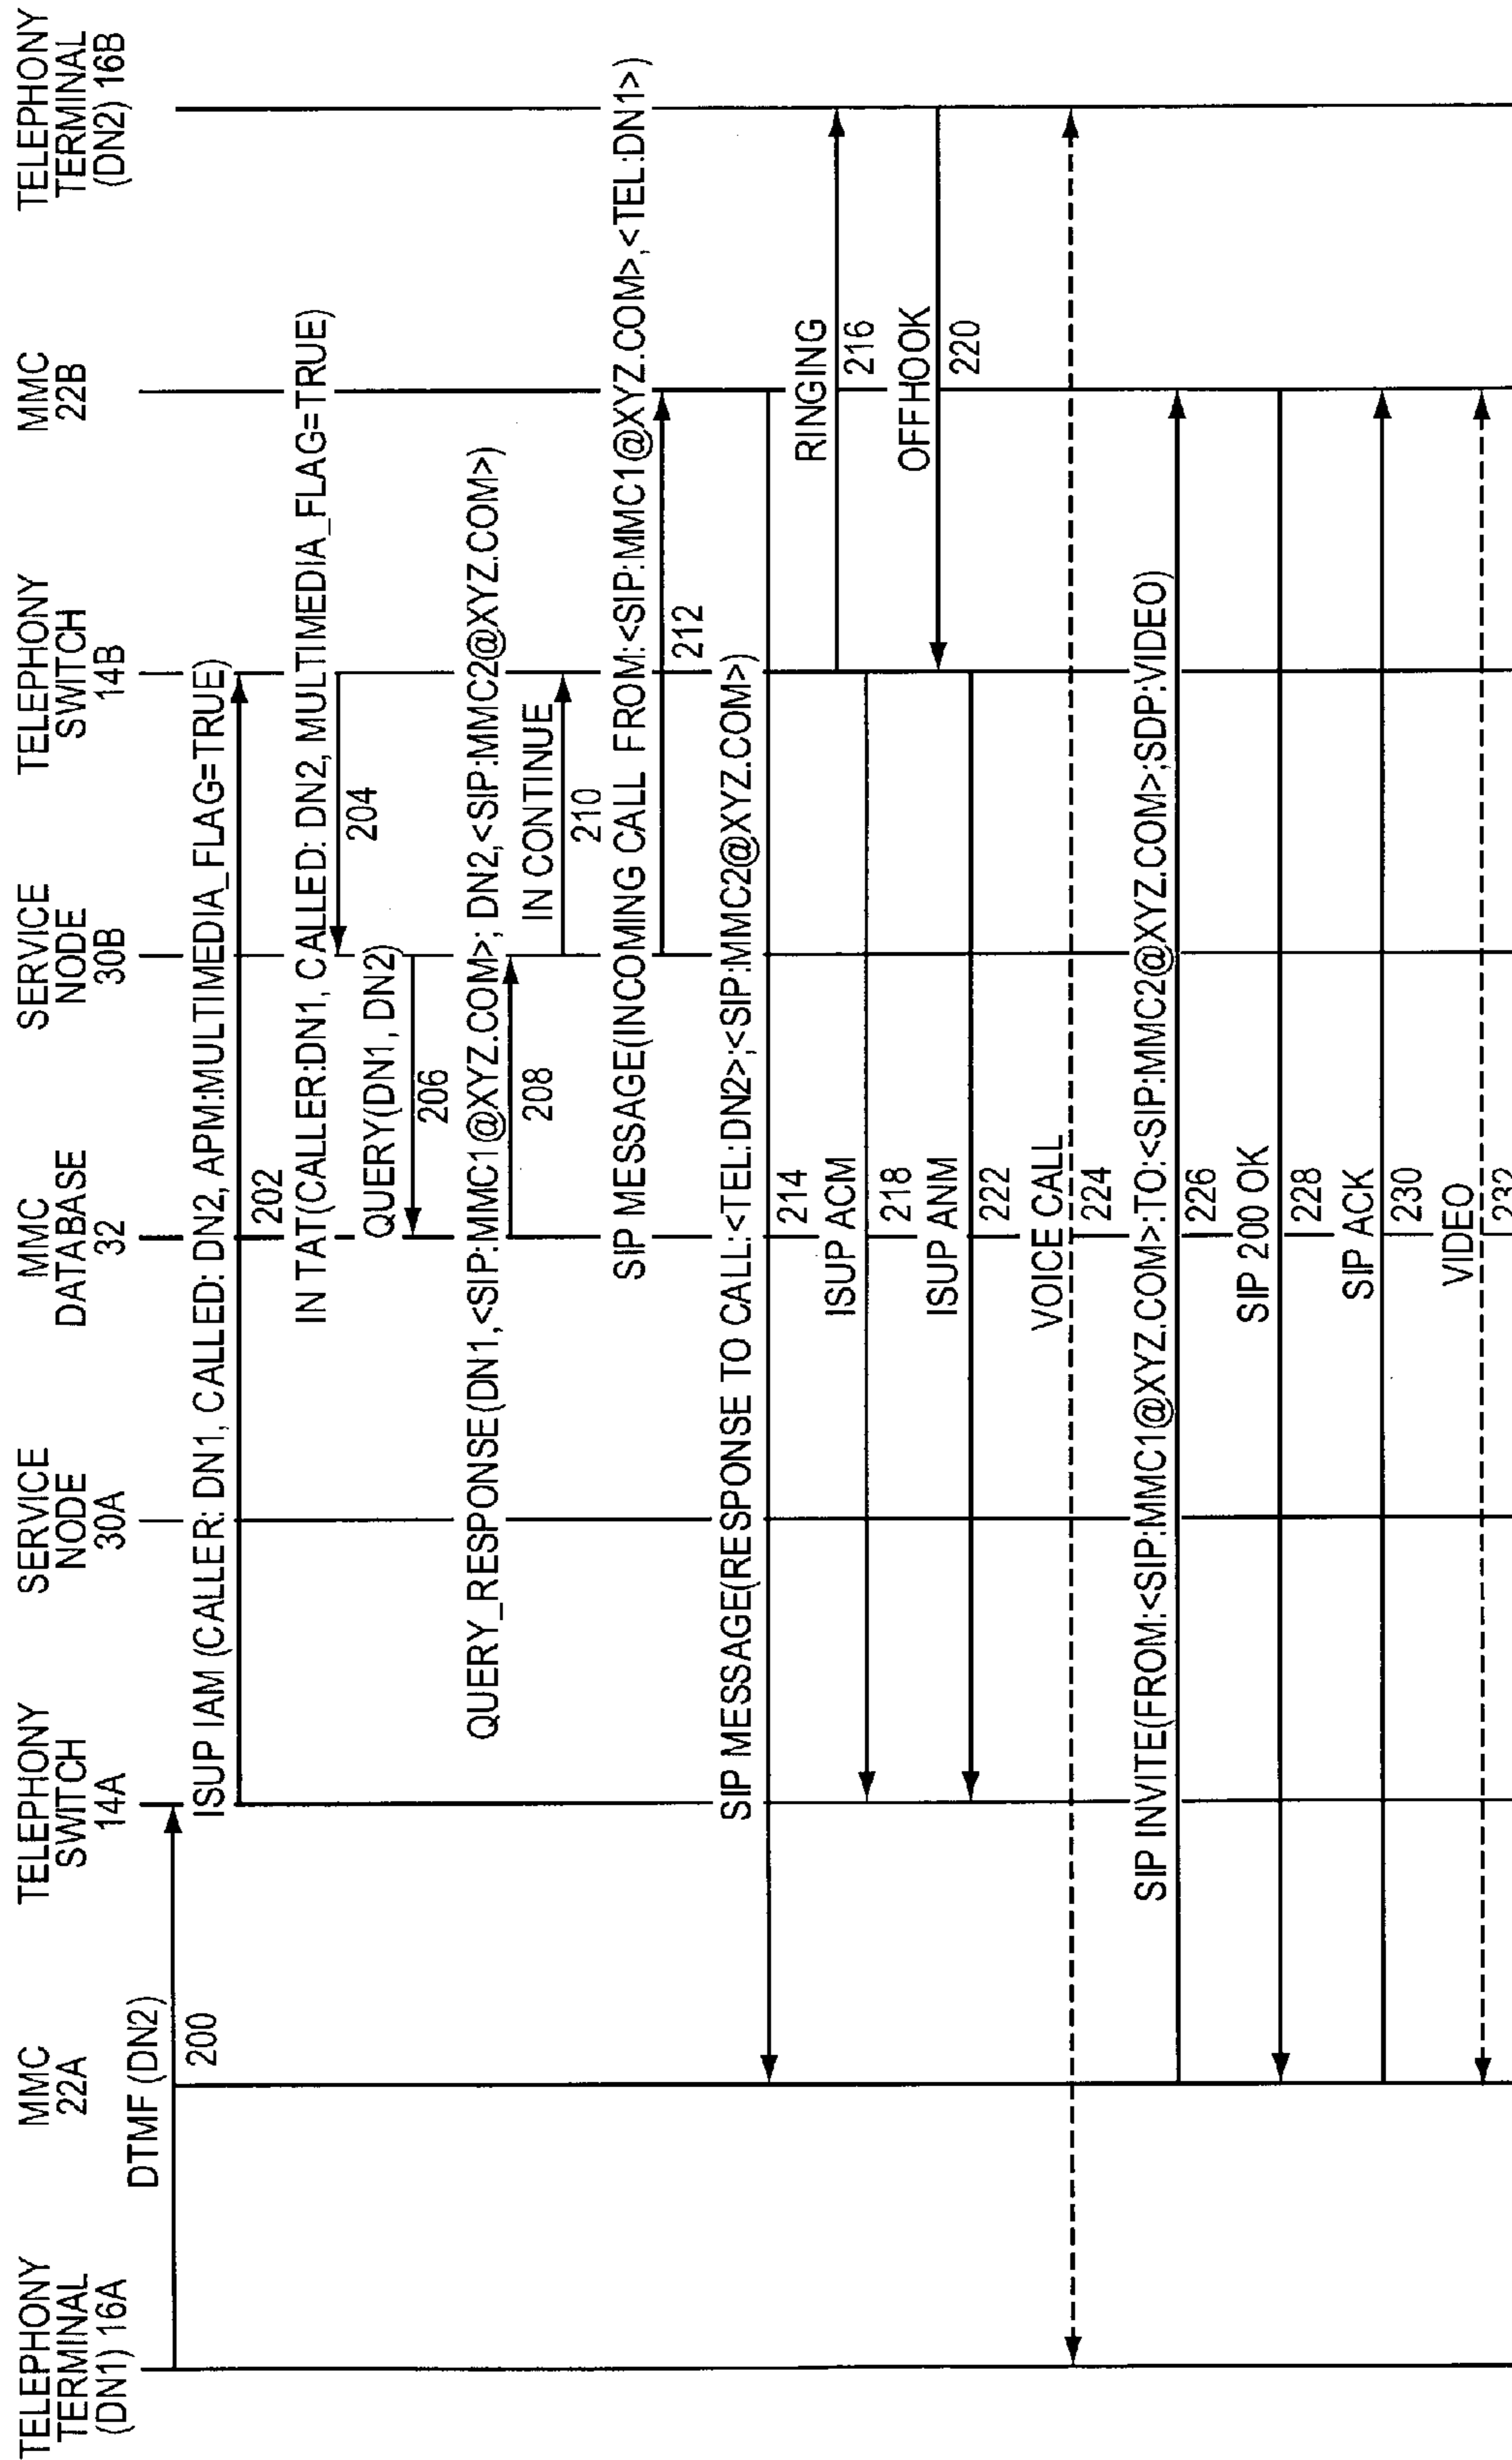 TELEPHONY
TERMINAL
(DN1) 16A
MMC
22A
TELEPHONY
SWITCH
14A
SERVICE
NODE
30A
MMC
DATABASE
32
SERVICE
NODE
30B
TELEPHONY
SWITCH
14B
MMC
22B
TELEPHONY
TERMINAL
(DN2) 16B
DTMF (DN2)
200
ISUP IAM (CALLER: DN1, CALLED: DN2, APM:MULTIMEDIA_FLAG=TRUE)
202
IN TAT(CALLER:DN1, CALLED: DN2, MULTIMEDIA_FLAG=TRUE)
204
QUERY(DN1, DN2)
206
QUERY_RESPONSE(DN1,<SIP:MMC1@XYZ.COM>; DN2,<SIP:MMC2@XYZ.COM>)
208
IN CONTINUE
210
SIP MESSAGE(INCOMING CALL FROM:<SIP:MMC1@XYZ.COM>,<TEL:DN1>)
212
SIP MESSAGE(RESPONSE TO CALL:<TEL:DN2>;<SIP:MMC2@XYZ.COM>)
214
RINGING
216
ISUP ACM
218
OFFHOOK
220
ISUP ANM
222
VOICE CALL
224
SIP INVITE(FROM:<SIP:MMC1@XYZ.COM>:TO:<SIP:MMC2@XYZ.COM>;SDP:VIDEO)
226
SIP 200 OK
228
SIP ACK
230
VIDEO
232